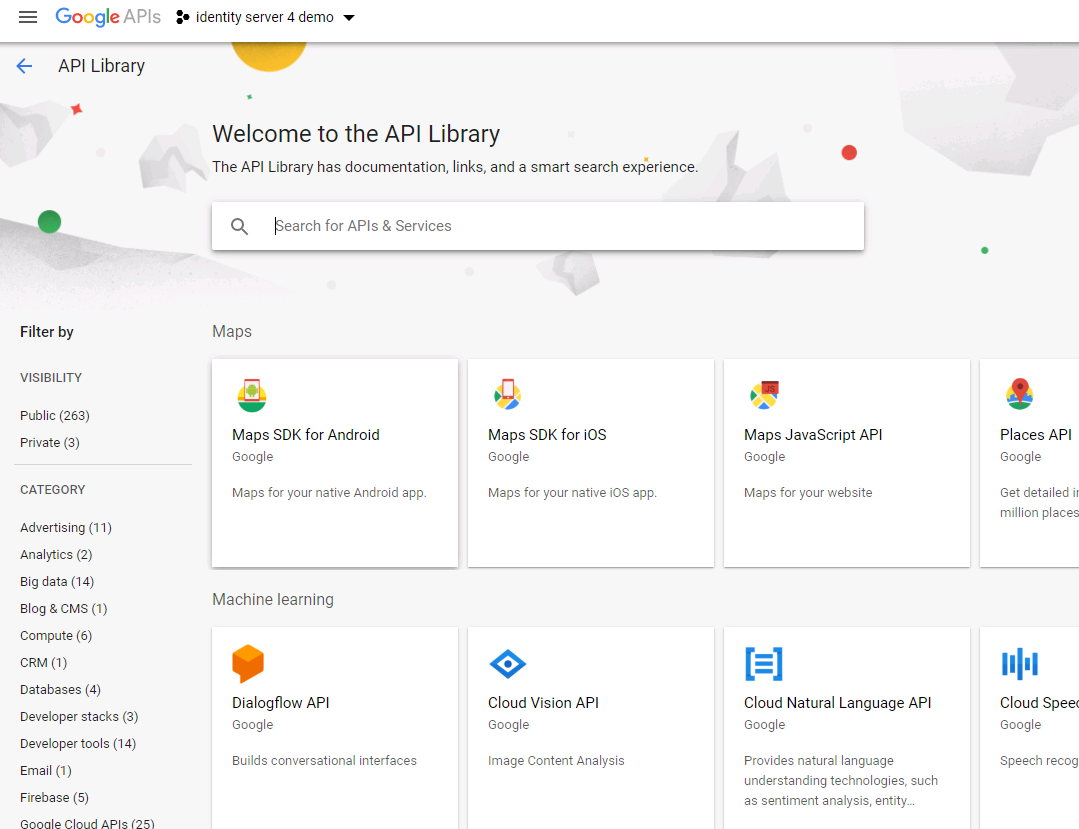 Google APIs
identity server 4 demo
API Library
Welcome to the API Library
The API Library has documentation, links, and a smart search experience.
Search for APIs & Services
Filter by
VISIBILITY
Public (263)
Private (3)
CATEGORY
Advertising (11)
Analytics (2)
Big data (14)
Blog & CMS (1)
Compute (6)
CRM (1)
Databases (4)
Developer stacks (3)
Developer tools (14)
Email (1)
Firebase (5)
Google Cloud APIs (25)
Maps
Maps SDK for Android
Google
Maps for your native Android app.
Maps SDK for iOS
Google
Maps for your native iOS app.
JS
Maps JavaScript API
Google
Maps for your website
Places API
Google
Get detailed
million places
Machine learning
Dialogflow API
Google
Builds conversational interfaces
Cloud Vision API
Google
Image Content Analysis
Cloud Natural Language API
Google
Provides natural language
understanding technologies, such
as sentiment analysis, entity...
Cloud
Google
Speech